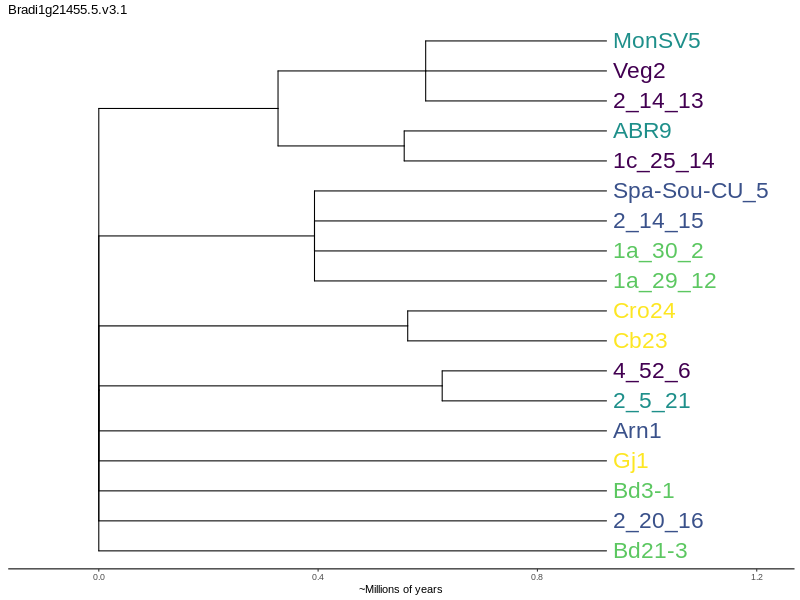 Bradi1g21455.5.v3.1
MonSV5
Veg2
2_14_13
ABR9
1c_25_14
Spa-Sou-CU_5
2_14_15
1a_30_2
1a_29_12
Cro24
Cb23
4_52_6
2_5_21
Arn1
Gj1
Bd3-1
2_20_16
Bd21-3
0.0 0.4 0.8 1.2
~Millions of years